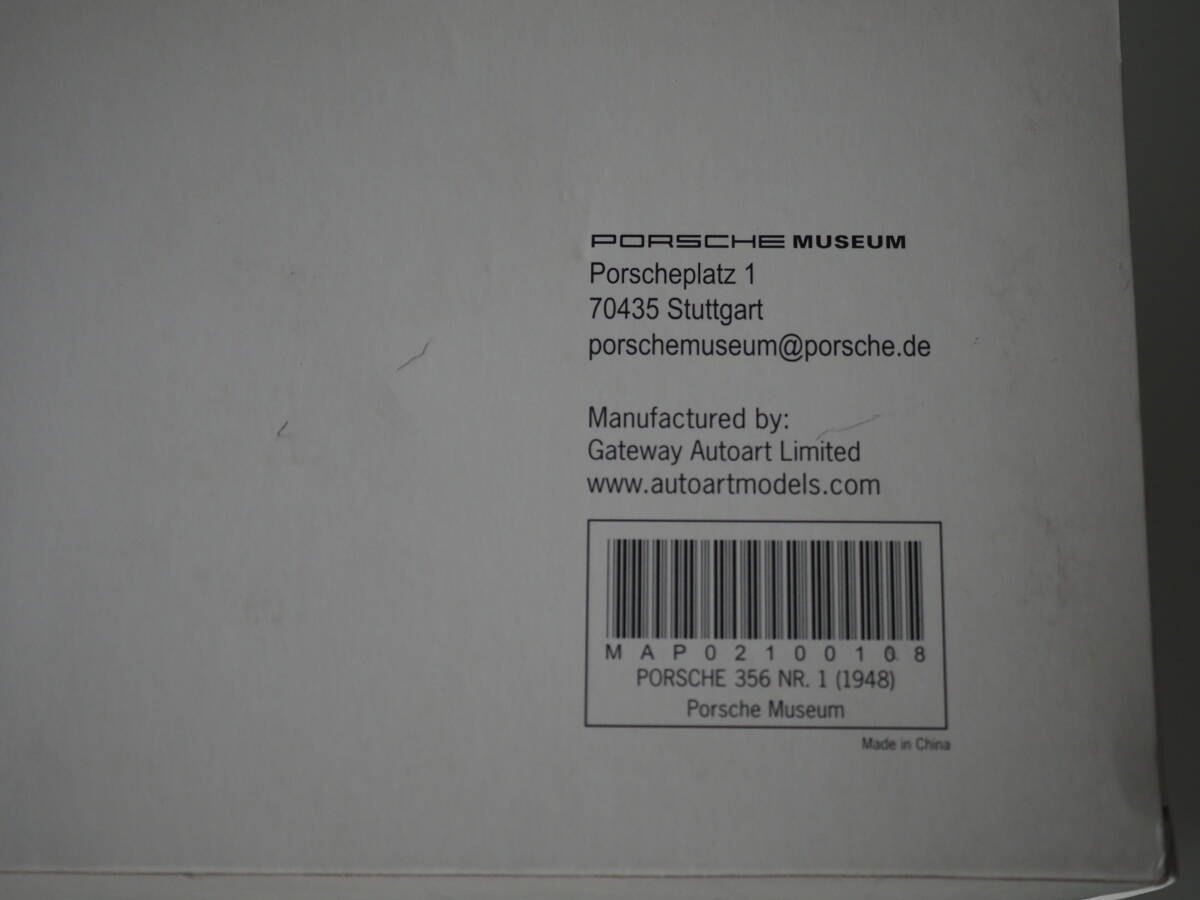 PORSCHE MUSEUM
Porscheplatz 1
70435 Stuttgart
porschemuseum@porsche.de
Manufactured by:
Gateway Autoart Limited
www.autoartmodels.com
MAP02100108
PORSCHE 356 NR. 1 (1948)
Porsche Museum
Made in China